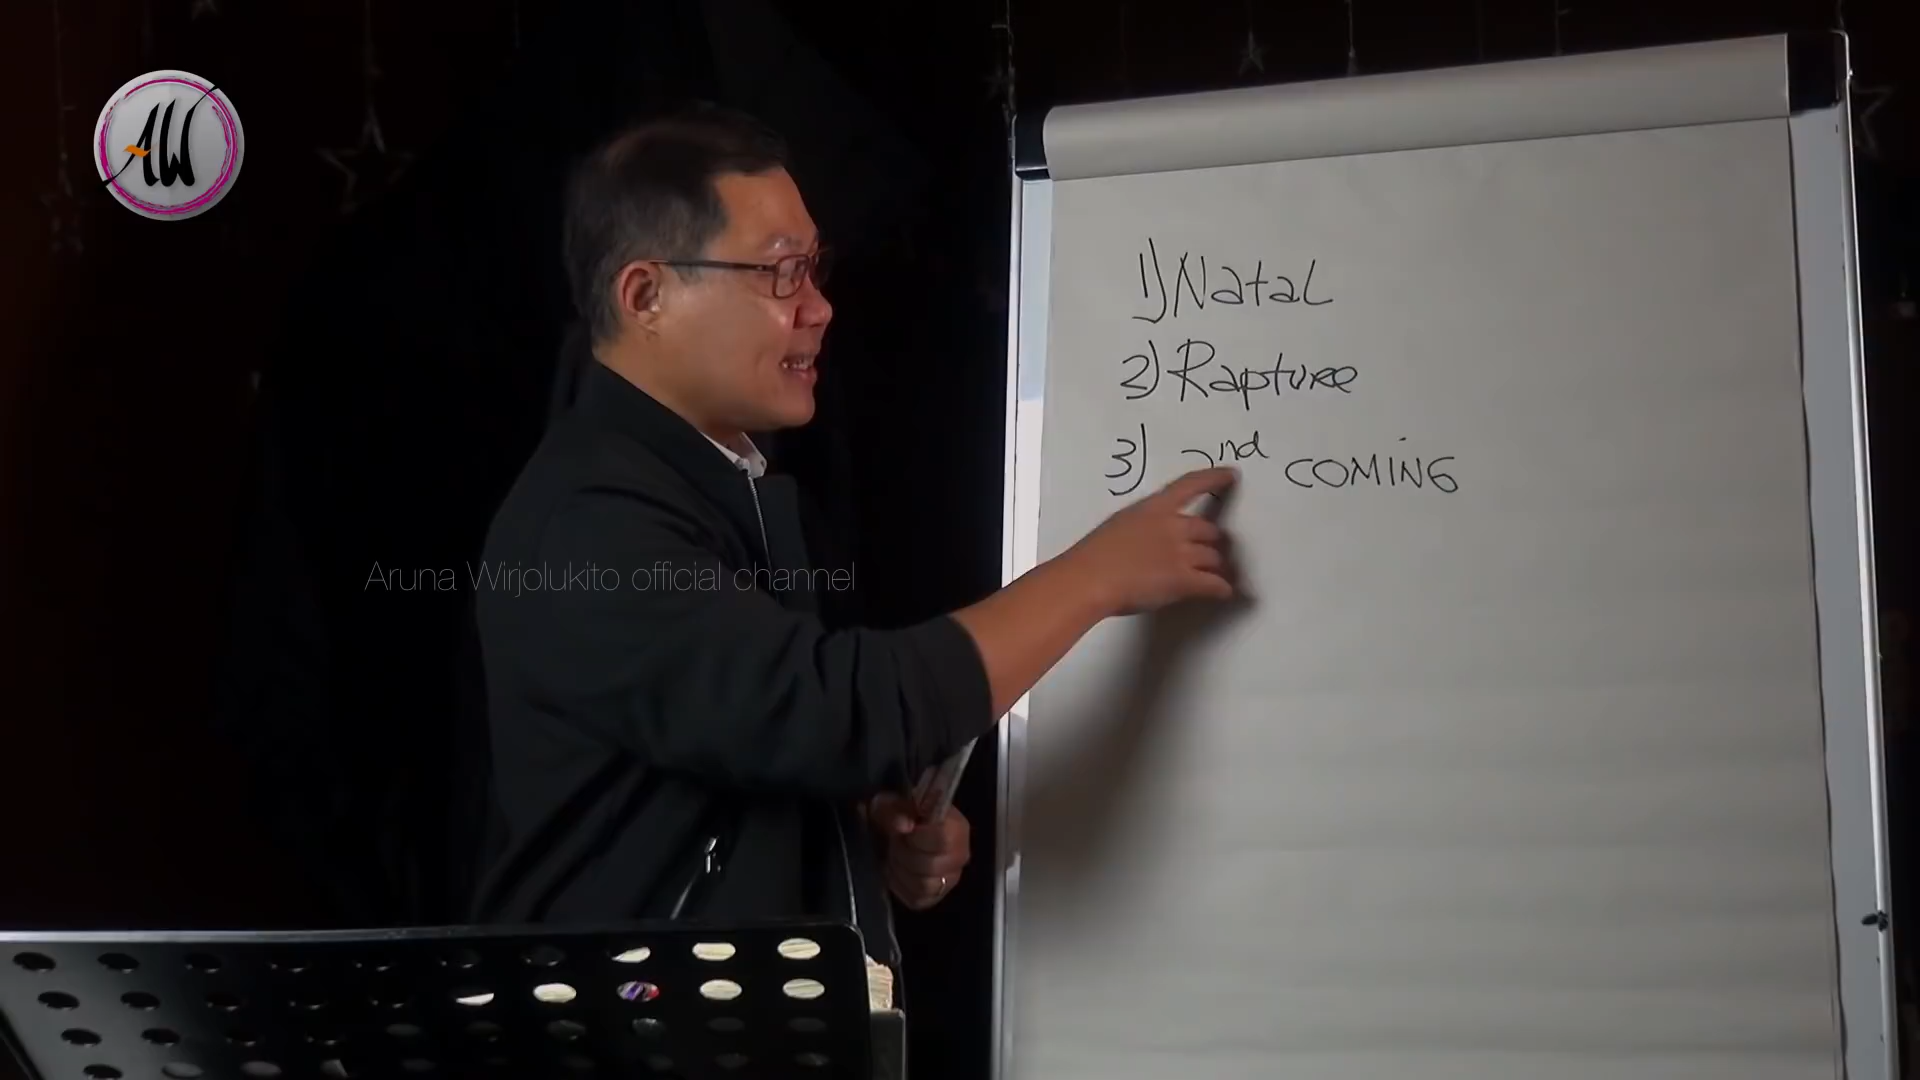 AW
1) Natal
2) Rapture
3) 2nd COMING
Aruna Wirjolukito official channel